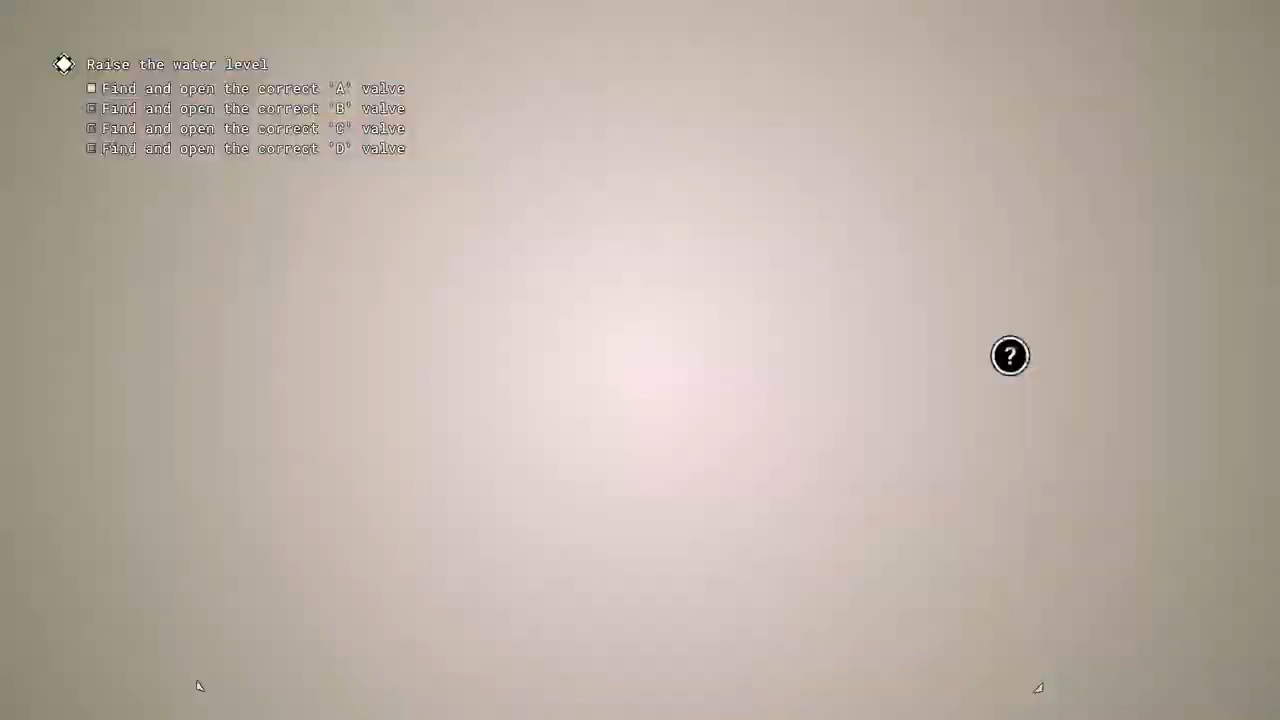 Raise the water level
Find and open the correct 'A' valve
Find and open the correct 'B' valve
Find and open the correct 'C' valve
Find and open the correct 'D' valve
?